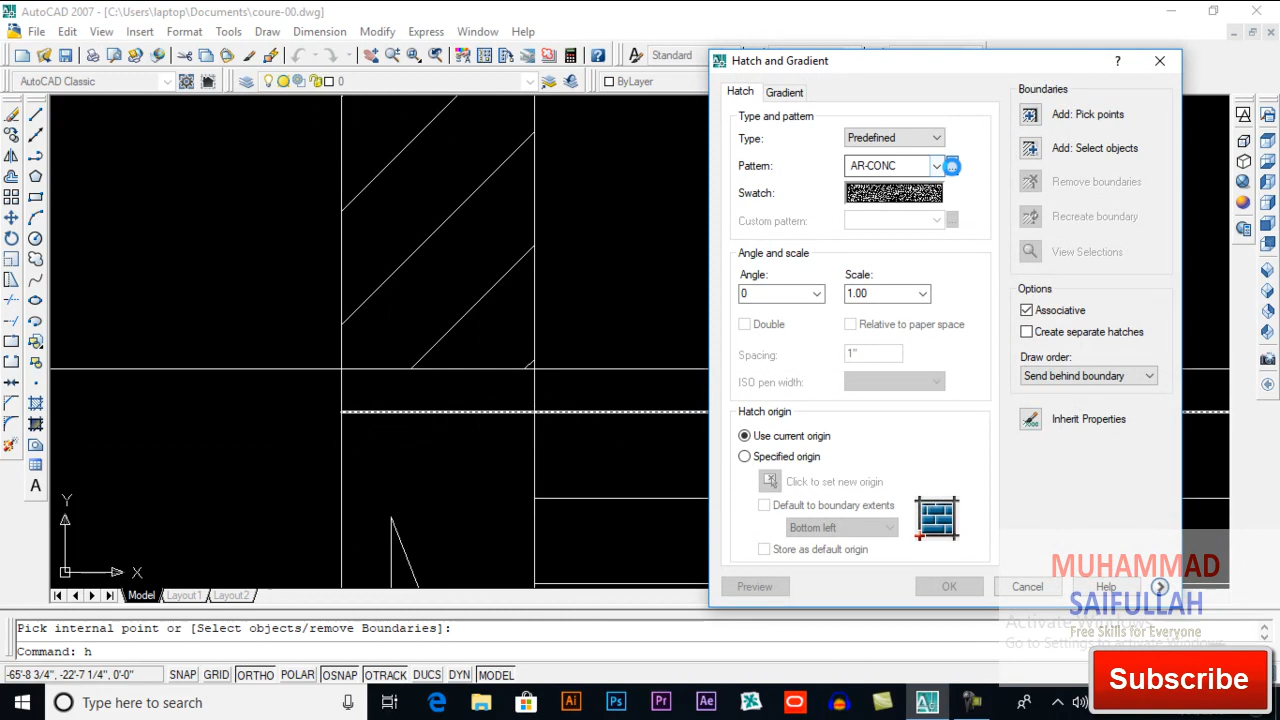 AutoCAD 2007 - [C:\Users\laptop\Documents\coure-00.dwg]
File Edit View Insert Format Tools Draw Dimension Modify Express Window Help
Standard
AutoCAD Classic
0
ByLayer
Hatch and Gradient
?
Hatch Gradient
Type and pattern
Type: Predefined
Pattern: AR-CONC
Swatch:
Custom pattern:
Angle and scale
Angle: Scale:
0 1.00
Double Relative to paper space
Spacing: 1"
ISO pen width:
Hatch origin
Use current origin
Specified origin
Click to set new origin
Default to boundary extents
Bottom left
Store as default origin
Boundaries
Add: Pick points
Add: Select objects
Remove boundaries
Recreate boundary
View Selections
Options
Associative
Create separate hatches
Draw order:
Send behind boundary
Inherit Properties
Preview OK Cancel Help
A
Y
X
Model Layout1 Layout2
Pick internal point or [Select objects/remove Boundaries]:
Command: h
-65'-8 3/4", -22'-7 1/4", 0'-0" SNAP GRID ORTHO POLAR OSNAP OTRACK DUCS DYN MODEL
MUHAMMAD
SAIFULLAH
Free Skills for Everyone
Activate Windows
Go to Settings to activate Windows.
Subscribe
Type here to search
Ai Ps Pr Ae